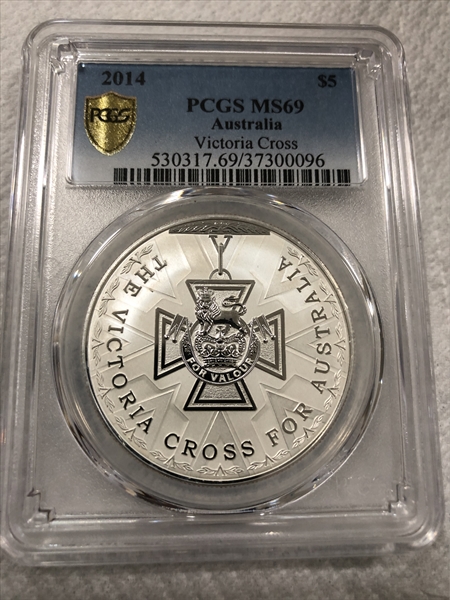 2014 $5
PCGS
PCGS MS69
Australia
Victoria Cross
530317.69/37300096
THE VICTORIA CROSS FOR AUSTRALIA
FOR VALOUR